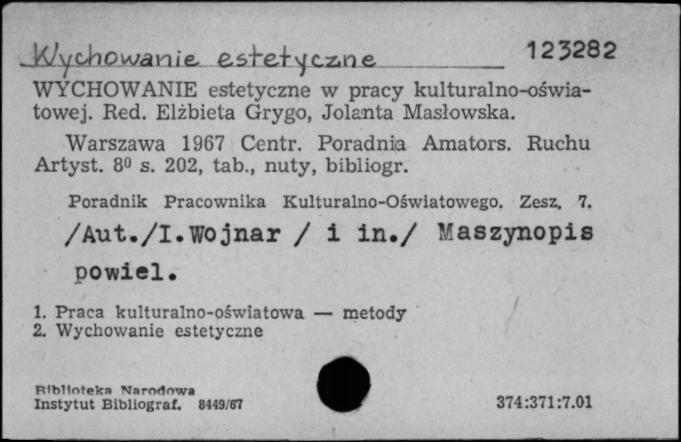 Wychowanie estetyczne 123282
WYCHOWANIE estetyczne w pracy kulturalno-oświa-
towej. Red. Elżbieta Grygo, Jolanta Masłowska.
Warszawa 1967 Centr. Poradnia Amators. Ruchu
Artyst. 8⁰ s. 202, tab., nuty, bibliogr.
Poradnik Pracownika Kulturalno-Oświatowego. Zesz. 7.
/Aut./I.Wojnar / i in./ Maszynopis
powiel.
1. Praca kulturalno-oświatowa — metody
2. Wychowanie estetyczne
Biblioteka Narodowa
Instytut Bibliograf. 8449/67 374:371:7.01